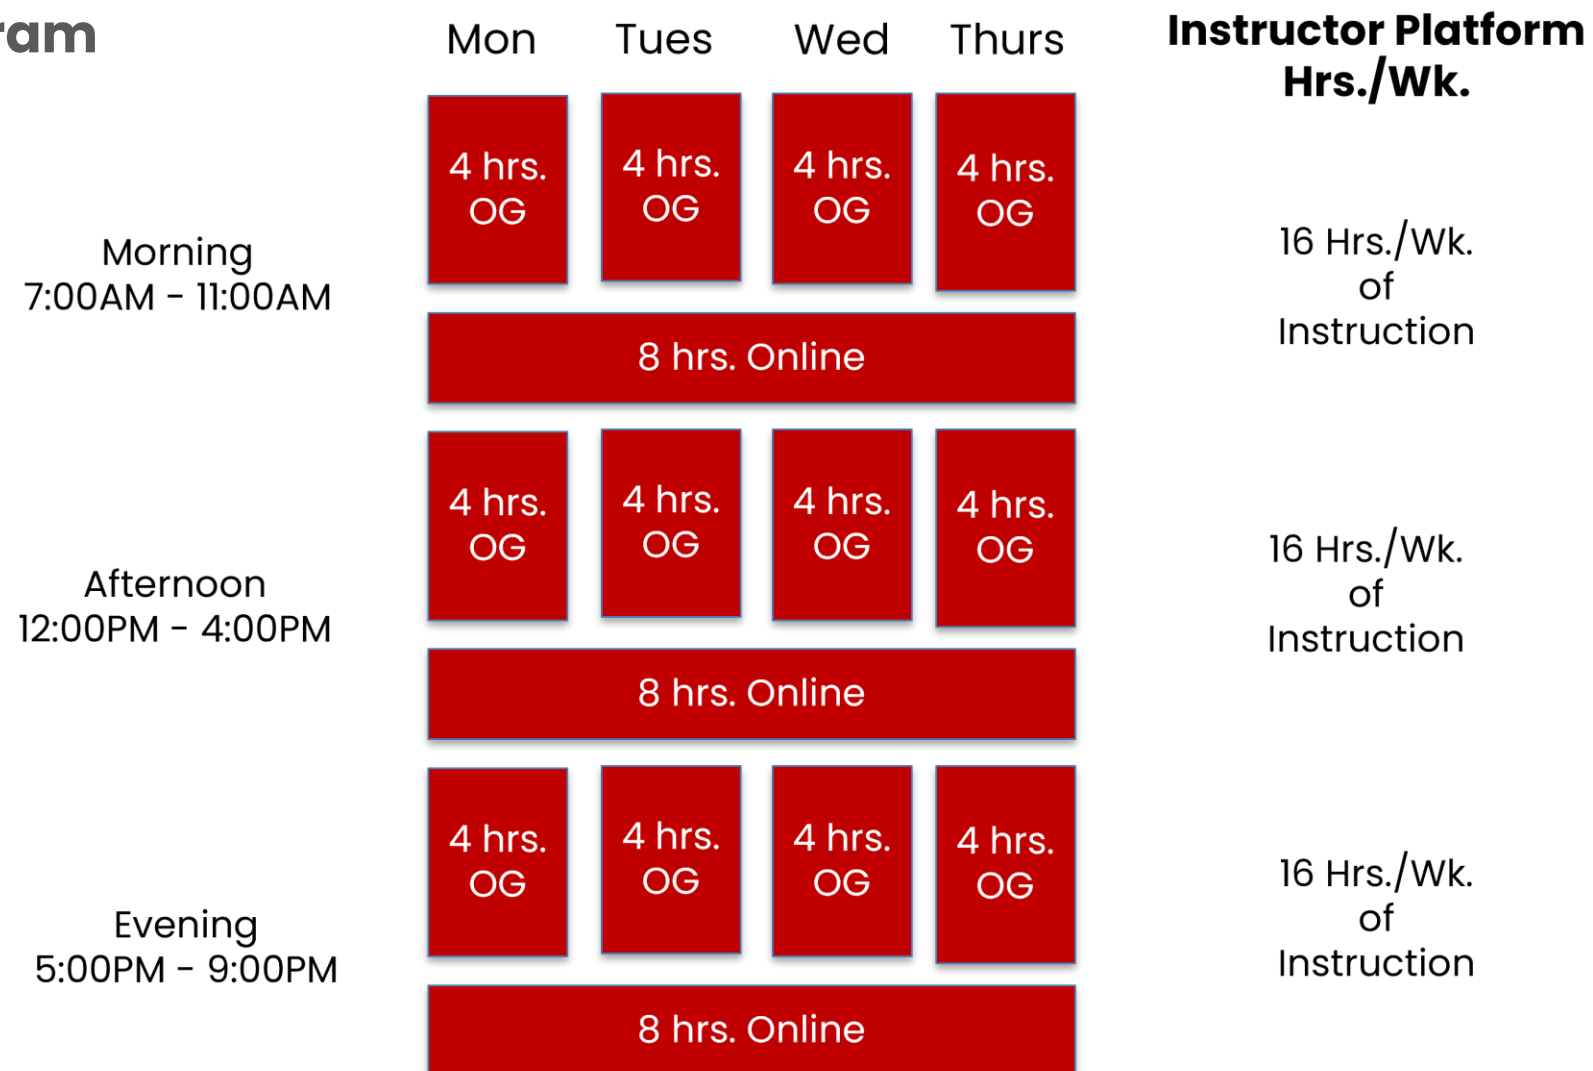 Mon Tues Wed Thurs
Instructor Platform
Hrs./Wk.
Morning
7:00AM - 11:00AM
4 hrs.
OG
4 hrs.
OG
4 hrs.
OG
4 hrs.
OG
8 hrs. Online
16 Hrs./Wk.
of
Instruction
Afternoon
12:00PM - 4:00PM
4 hrs.
OG
4 hrs.
OG
4 hrs.
OG
4 hrs.
OG
8 hrs. Online
16 Hrs./Wk.
of
Instruction
Evening
5:00PM - 9:00PM
4 hrs.
OG
4 hrs.
OG
4 hrs.
OG
4 hrs.
OG
8 hrs. Online
16 Hrs./Wk.
of
Instruction